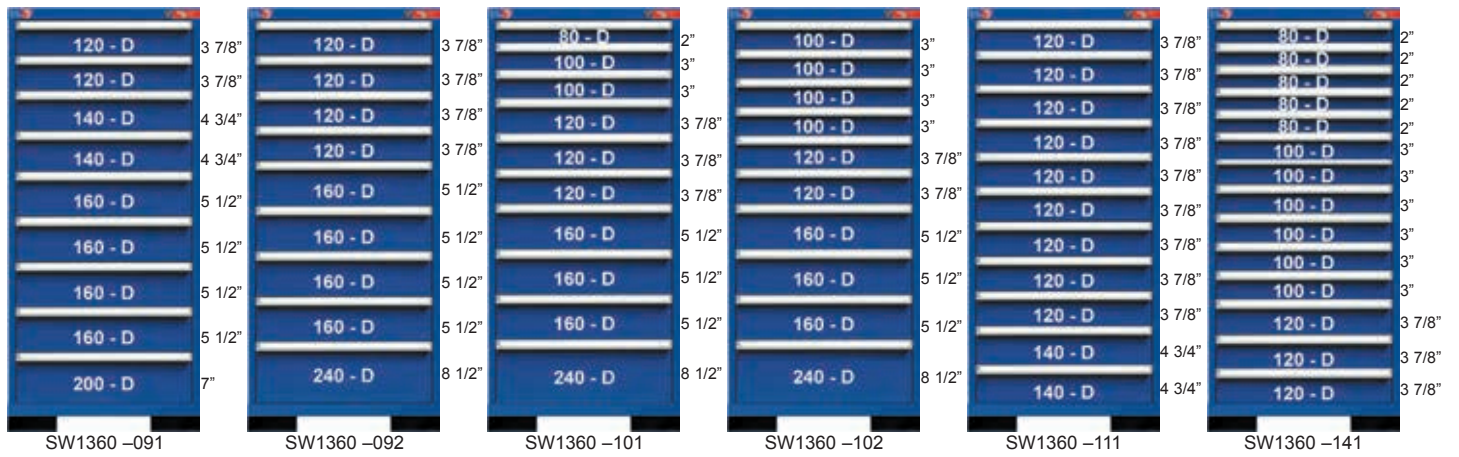 120 - D 3 7/8”
120 - D 3 7/8”
140 - D 4 3/4”
140 - D 4 3/4”
160 - D 5 1/2”
160 - D 5 1/2”
160 - D 5 1/2”
160 - D 5 1/2”
200 - D 7”
SW1360 –091
120 - D 3 7/8”
120 - D 3 7/8”
120 - D 3 7/8”
120 - D 3 7/8”
160 - D 5 1/2”
160 - D 5 1/2”
160 - D 5 1/2”
160 - D 5 1/2”
240 - D 8 1/2”
SW1360 –092
80 - D 2”
100 - D 3”
100 - D 3”
120 - D 3 7/8”
120 - D 3 7/8”
120 - D 3 7/8”
160 - D 5 1/2”
160 - D 5 1/2”
160 - D 5 1/2”
240 - D 8 1/2”
SW1360 –101
100 - D 3”
100 - D 3”
100 - D 3”
100 - D 3”
120 - D 3 7/8”
120 - D 3 7/8”
160 - D 5 1/2”
160 - D 5 1/2”
160 - D 5 1/2”
240 - D 8 1/2”
SW1360 –102
120 - D 3 7/8”
120 - D 3 7/8”
120 - D 3 7/8”
120 - D 3 7/8”
120 - D 3 7/8”
120 - D 3 7/8”
120 - D 3 7/8”
120 - D 3 7/8”
120 - D 3 7/8”
140 - D 4 3/4”
140 - D 4 3/4”
SW1360 –111
80 - D 2”
80 - D 2”
80 - D 2”
80 - D 2”
80 - D 2”
100 - D 3”
100 - D 3”
100 - D 3”
100 - D 3”
100 - D 3”
100 - D 3”
120 - D 3 7/8”
120 - D 3 7/8”
120 - D 3 7/8”
SW1360 –141